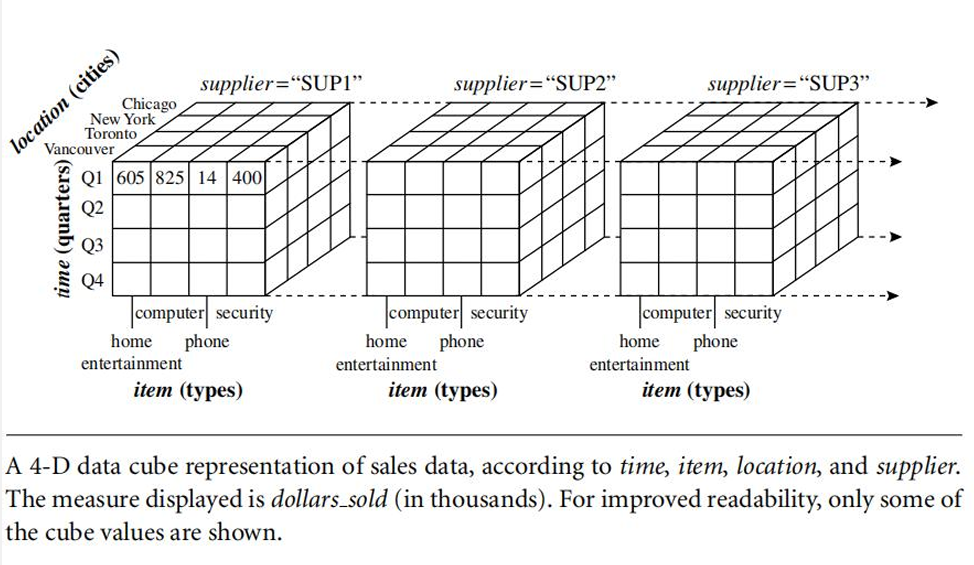 supplier=“SUP1” supplier=“SUP2” supplier=“SUP3”
location (cities)
Chicago
New York
Toronto
Vancouver
time (quarters)
Q1 605 825 14 400
Q2
Q3
Q4
computer security computer security computer security
home phone home phone home phone
entertainment entertainment entertainment
item (types) item (types) item (types)
A 4-D data cube representation of sales data, according to time, item, location, and supplier.
The measure displayed is dollars_sold (in thousands). For improved readability, only some of
the cube values are shown.